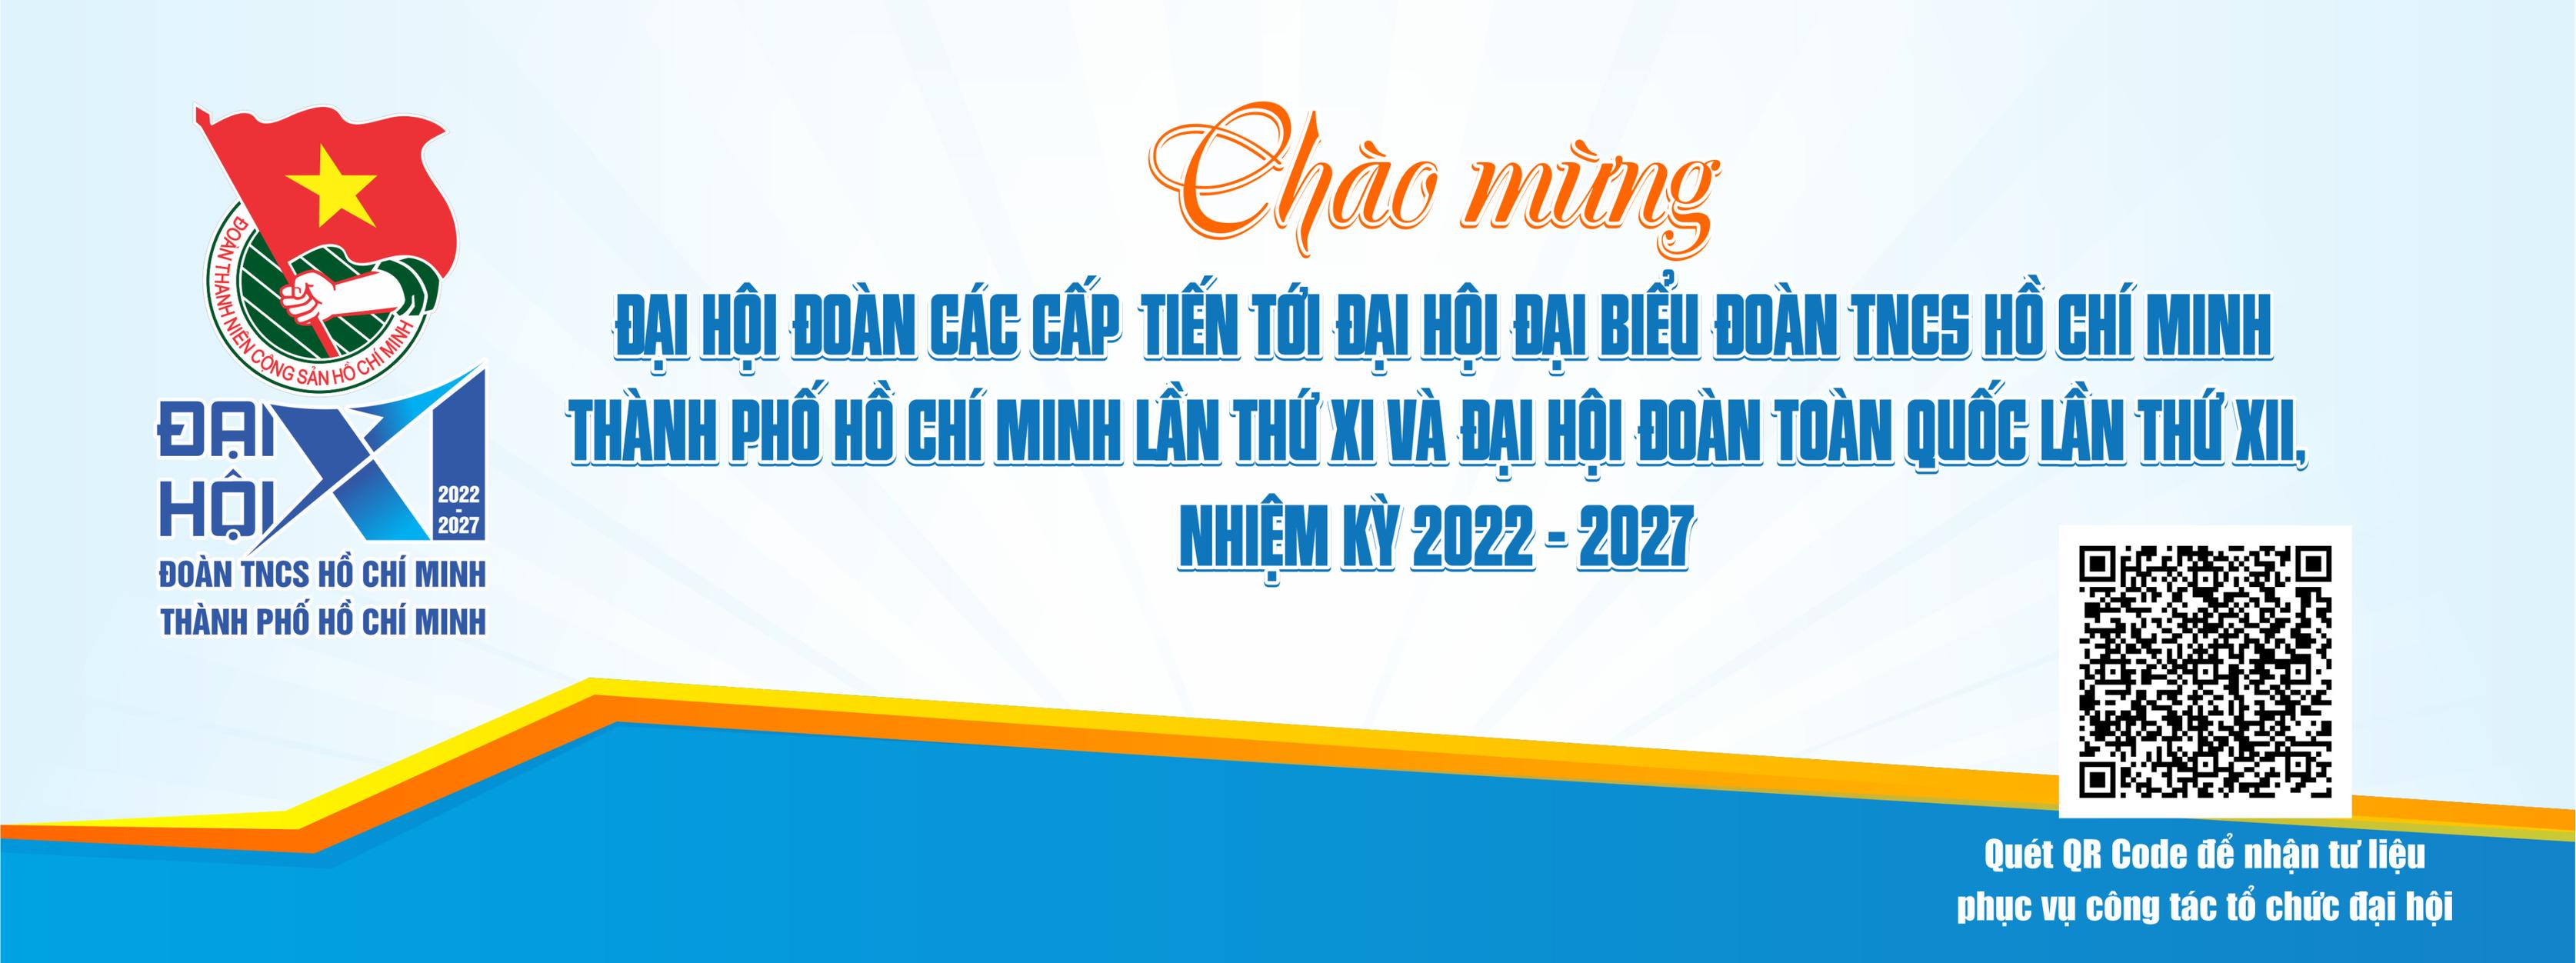 ĐOÀN THANH NIÊN CỘNG SẢN HỒ CHÍ MINH
ĐẠI
HỘI
XI
2022
-
2027
ĐOÀN TNCS HỒ CHÍ MINH
THÀNH PHỐ HỒ CHÍ MINH
Chào mừng
ĐẠI HỘI ĐOÀN CÁC CẤP TIẾN TỚI ĐẠI HỘI ĐẠI BIỂU ĐOÀN TNCS HỒ CHÍ MINH
THÀNH PHỐ HỒ CHÍ MINH LẦN THỨ XI VÀ ĐẠI HỘI ĐOÀN TOÀN QUỐC LẦN THỨ XII,
NHIỆM KỲ 2022 - 2027
Quét QR Code để nhận tư liệu
phục vụ công tác tổ chức đại hội